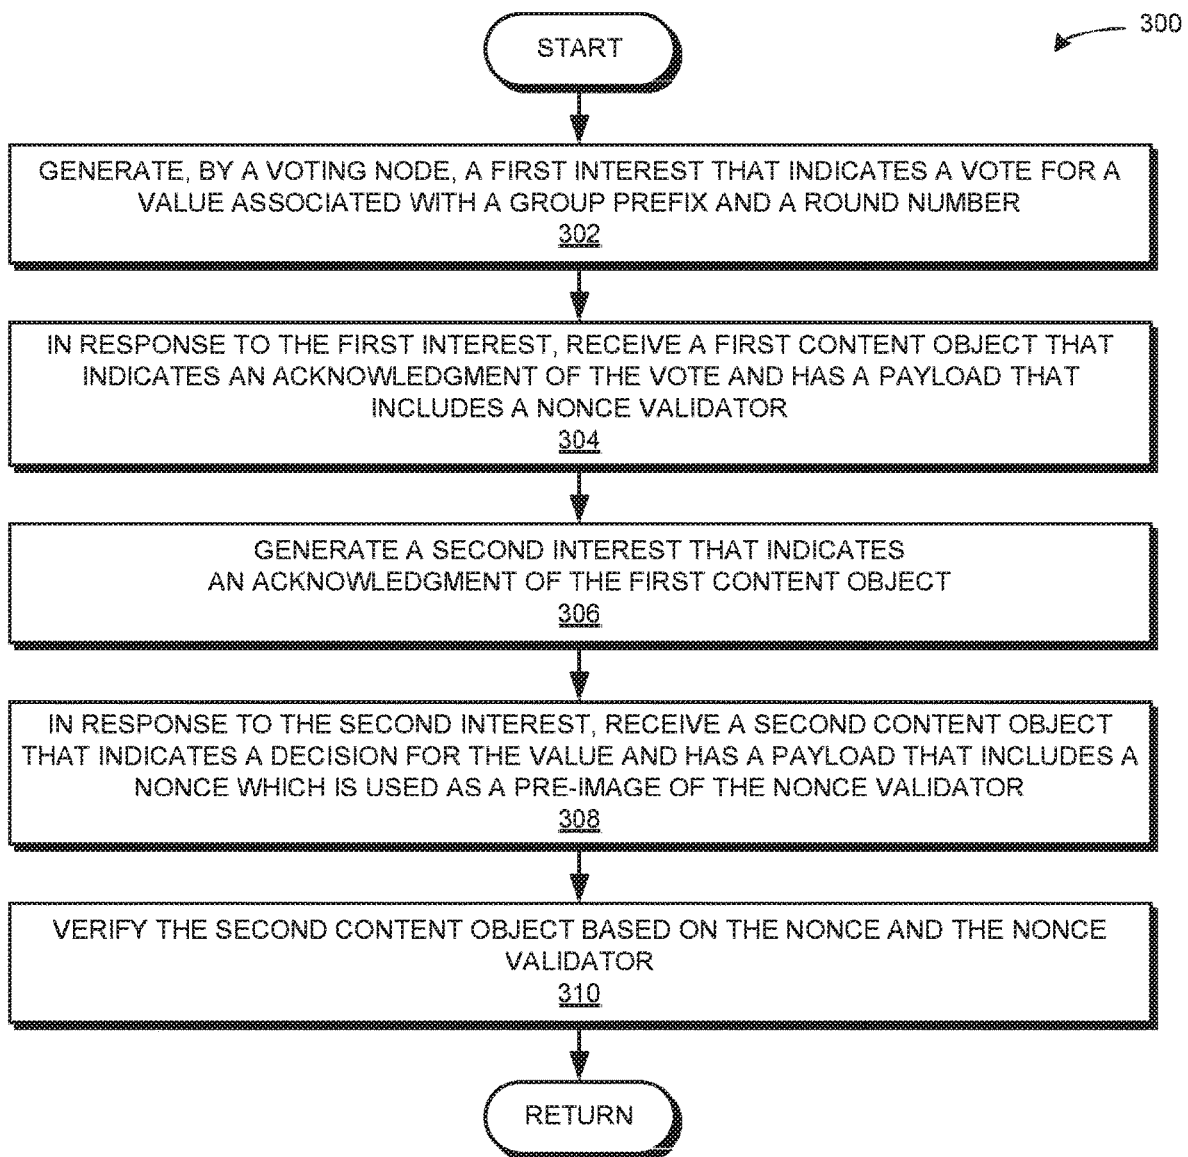 300
START
GENERATE, BY A VOTING NODE, A FIRST INTEREST THAT INDICATES A VOTE FOR A
VALUE ASSOCIATED WITH A GROUP PREFIX AND A ROUND NUMBER
302
IN RESPONSE TO THE FIRST INTEREST, RECEIVE A FIRST CONTENT OBJECT THAT
INDICATES AN ACKNOWLEDGMENT OF THE VOTE AND HAS A PAYLOAD THAT
INCLUDES A NONCE VALIDATOR
304
GENERATE A SECOND INTEREST THAT INDICATES
AN ACKNOWLEDGMENT OF THE FIRST CONTENT OBJECT
306
IN RESPONSE TO THE SECOND INTEREST, RECEIVE A SECOND CONTENT OBJECT
THAT INDICATES A DECISION FOR THE VALUE AND HAS A PAYLOAD THAT INCLUDES A
NONCE WHICH IS USED AS A PRE-IMAGE OF THE NONCE VALIDATOR
308
VERIFY THE SECOND CONTENT OBJECT BASED ON THE NONCE AND THE NONCE
VALIDATOR
310
RETURN